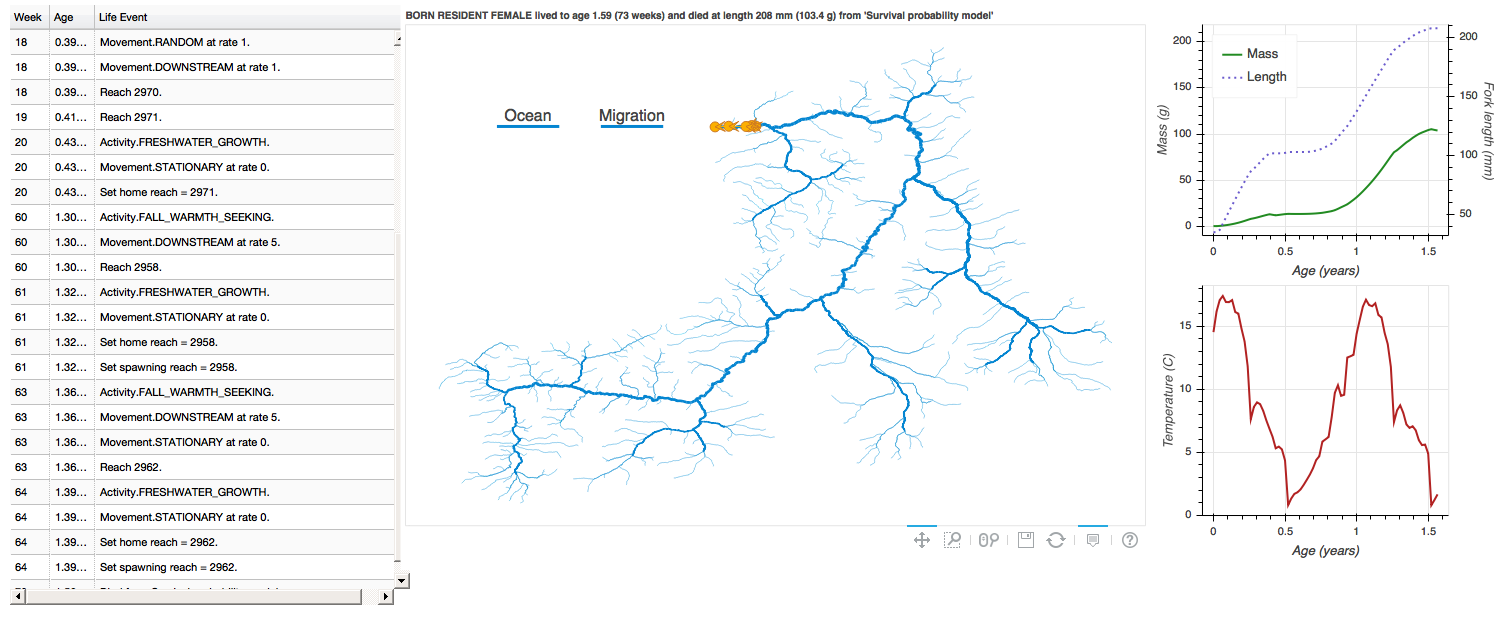 Week Age Life Event
18 0.39... Movement.RANDOM at rate 1.
18 0.39... Movement.DOWNSTREAM at rate 1.
18 0.39... Reach 2970.
19 0.41... Reach 2971.
20 0.43... Activity.FRESHWATER_GROWTH.
20 0.43... Movement.STATIONARY at rate 0.
20 0.43... Set home reach = 2971.
60 1.30... Activity.FALL_WARMTH_SEEKING.
60 1.30... Movement.DOWNSTREAM at rate 5.
60 1.30... Reach 2958.
61 1.32... Activity.FRESHWATER_GROWTH.
61 1.32... Movement.STATIONARY at rate 0.
61 1.32... Set home reach = 2958.
61 1.32... Set spawning reach = 2958.
63 1.36... Activity.FALL_WARMTH_SEEKING.
63 1.36... Movement.DOWNSTREAM at rate 5.
63 1.36... Movement.STATIONARY at rate 0.
63 1.36... Reach 2962.
64 1.39... Activity.FRESHWATER_GROWTH.
64 1.39... Movement.STATIONARY at rate 0.
64 1.39... Set home reach = 2962.
64 1.39... Set spawning reach = 2962.
BORN RESIDENT FEMALE lived to age 1.59 (73 weeks) and died at length 208 mm (103.4 g) from 'Survival probability model'
Ocean Migration
Mass (g)
200
150
100
50
0
Mass
Length
200
150
100
50
Fork length (mm)
0 0.5 1 1.5
Age (years)
Temperature (C)
15
10
5
0
0 0.5 1 1.5
Age (years)